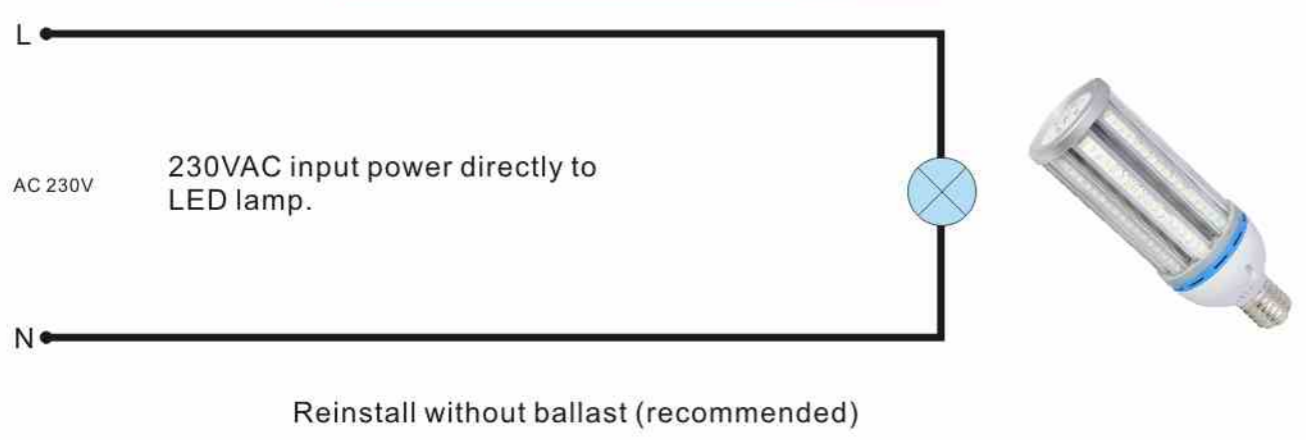 L
AC 230V
230VAC input power directly to
LED lamp.
N
Reinstall without ballast (recommended)